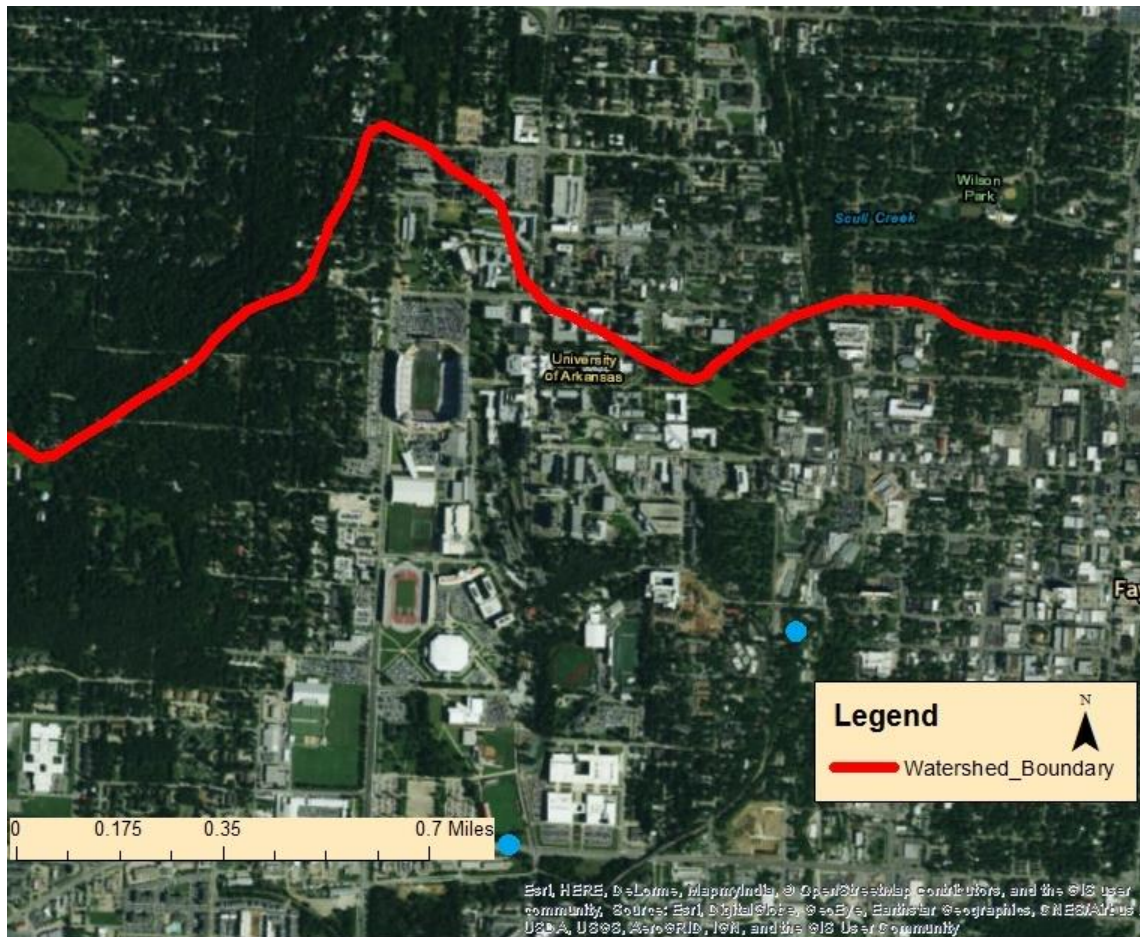 Wilson
Park
Scull Creek
University
of Arkansas
Fa
Legend
N
Watershed_Boundary
0 0.175 0.35 0.7 Miles
Esri, HERE, DeLorme, MapmyIndia, © OpenStreetMap contributors, and the GIS user
community, Source: Esri, DigitalGlobe, GeoEye, Earthstar Geographics, CNES/Airbus
USDA, USGS, AeroGRID, IGN, and the GIS User Community